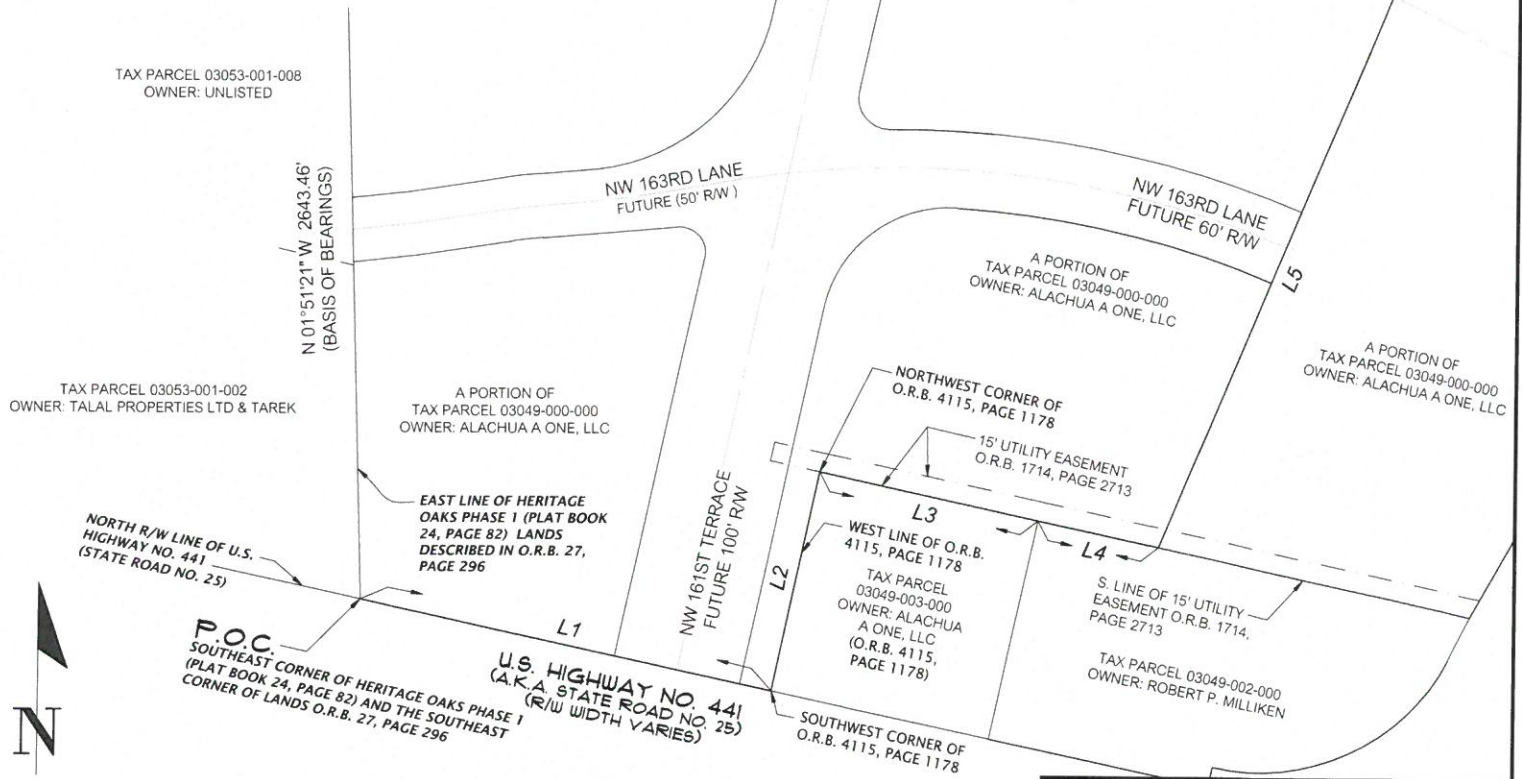 TAX PARCEL 03053-001-008
OWNER: UNLISTED
N 01°51'21" W 2643.46'
(BASIS OF BEARINGS)
NW 163RD LANE
FUTURE (50' R/W )
NW 163RD LANE
FUTURE 60' R/W
A PORTION OF
TAX PARCEL 03049-000-000
OWNER: ALACHUA A ONE, LLC
L5
A PORTION OF
TAX PARCEL 03049-000-000
OWNER: ALACHUA A ONE, LLC
TAX PARCEL 03053-001-002
OWNER: TALAL PROPERTIES LTD & TAREK
A PORTION OF
TAX PARCEL 03049-000-000
OWNER: ALACHUA A ONE, LLC
NORTHWEST CORNER OF
O.R.B. 4115, PAGE 1178
15' UTILITY EASEMENT
O.R.B. 1714, PAGE 2713
EAST LINE OF HERITAGE
OAKS PHASE 1 (PLAT BOOK
24, PAGE 82) LANDS
DESCRIBED IN O.R.B. 27,
PAGE 296
NW 161ST TERRACE
FUTURE 100' R/W
L2
L3
L4
WEST LINE OF O.R.B.
4115, PAGE 1178
TAX PARCEL
03049-003-000
OWNER: ALACHUA
A ONE, LLC
(O.R.B. 4115,
PAGE 1178)
S. LINE OF 15' UTILITY
EASEMENT O.R.B. 1714,
PAGE 2713
TAX PARCEL 03049-002-000
OWNER: ROBERT P. MILLIKEN
NORTH R/W LINE OF U.S.
HIGHWAY NO. 441
(STATE ROAD NO. 25)
P.O.C.
SOUTHEAST CORNER OF HERITAGE OAKS PHASE 1
(PLAT BOOK 24, PAGE 82) AND THE SOUTHEAST
CORNER OF LANDS O.R.B. 27, PAGE 296
L1
U.S. HIGHWAY NO. 441
(A.K.A. STATE ROAD NO. 25)
(R/W WIDTH VARIES)
SOUTHWEST CORNER OF
O.R.B. 4115, PAGE 1178
N